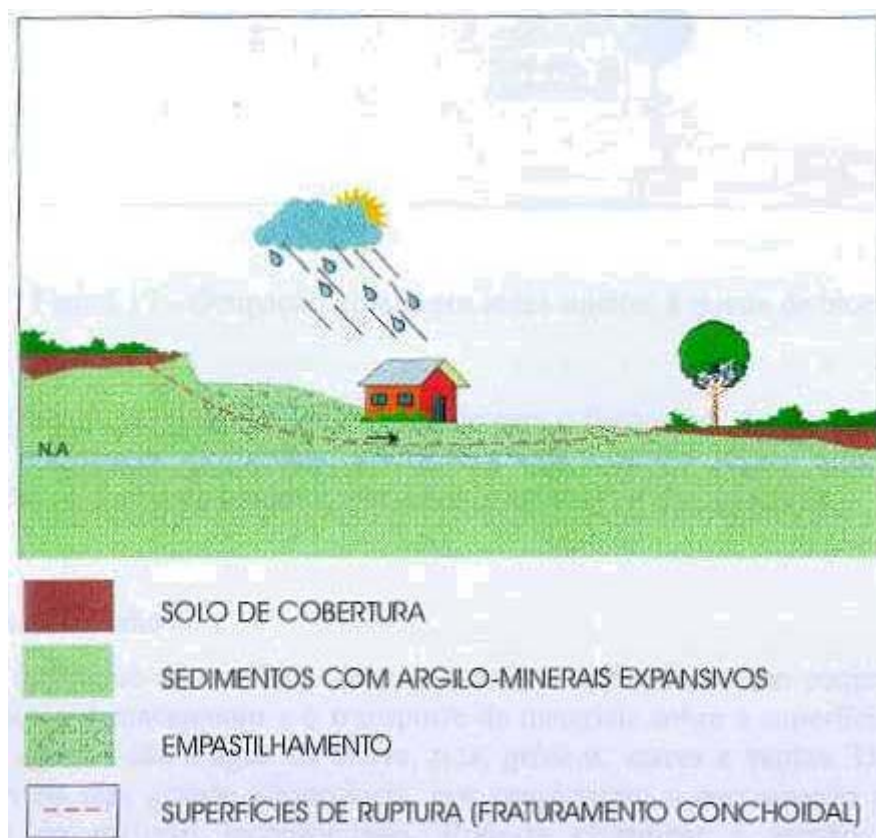 N.A
SOLO DE COBERTURA
SEDIMENTOS COM ARGILO-MINERAIS EXPANSIVOS
EMPASTILHAMENTO
SUPERFÍCIES DE RUPTURA (FRATURAMENTO CONCHOIDAL)